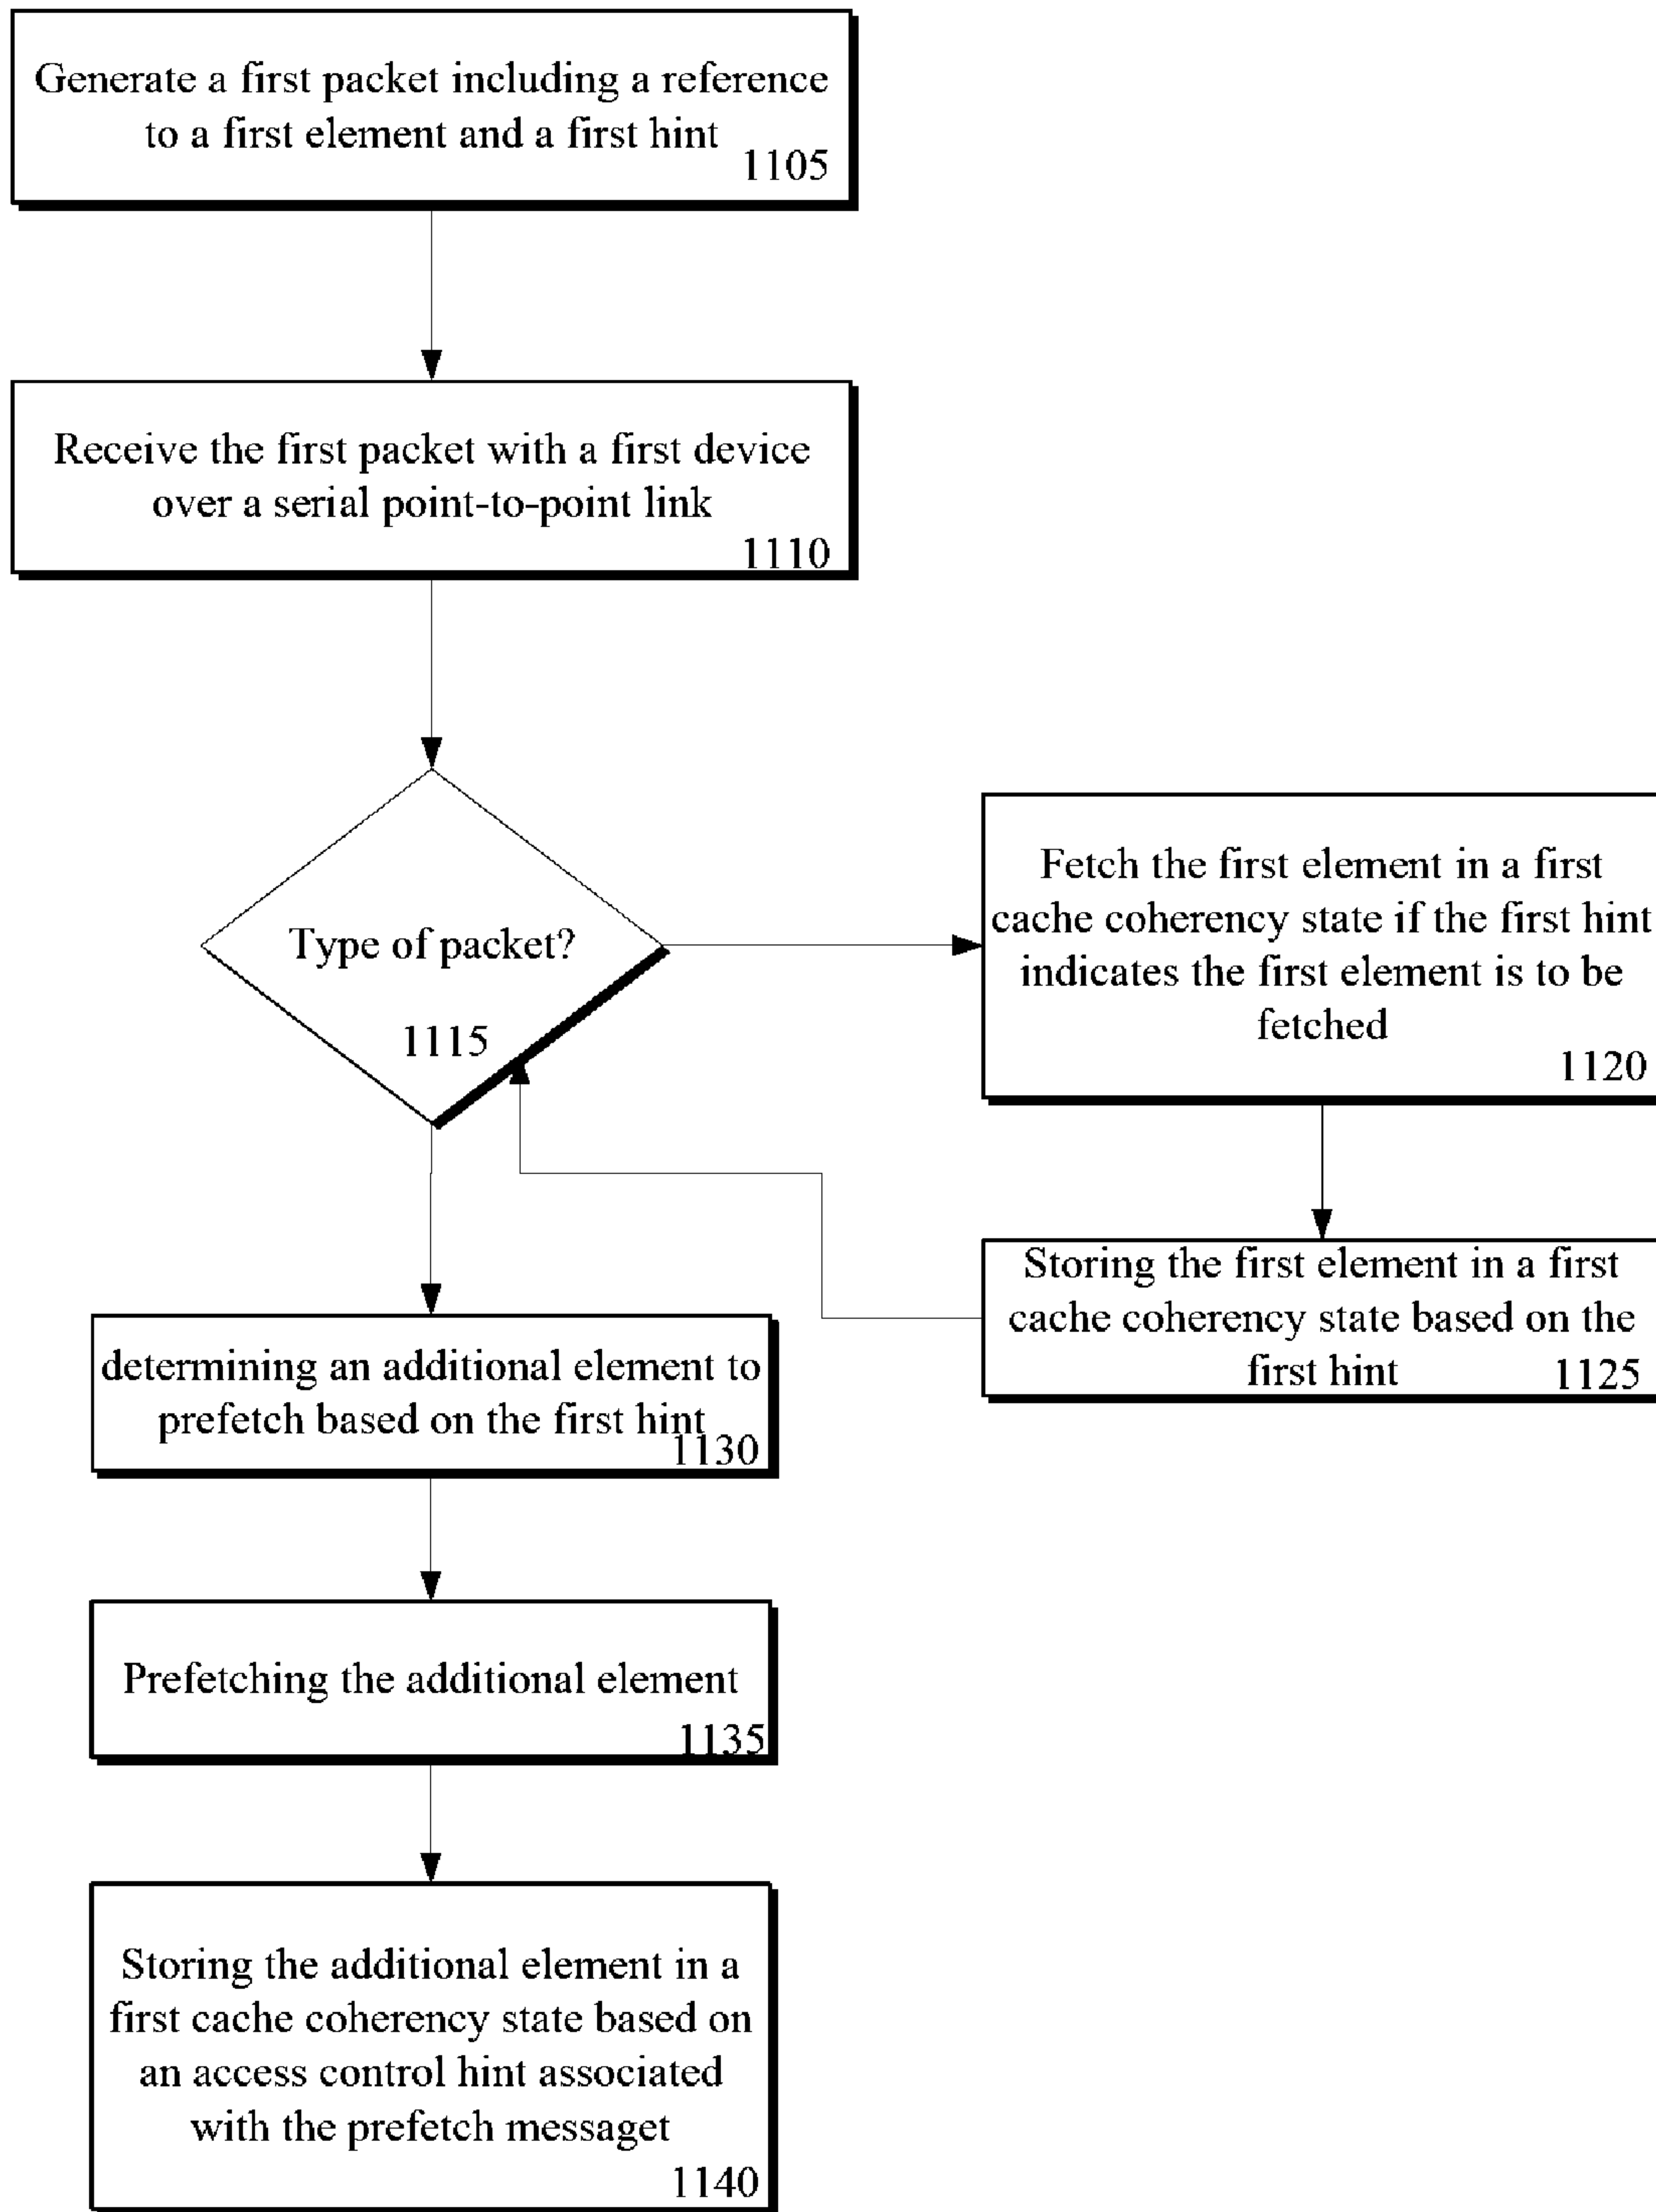 Generate a first packet including a reference
to a first element and a first hint
1105
Receive the first packet with a first device
over a serial point-to-point link
1110
Type of packet?
1115
Fetch the first element in a first
cache coherency state if the first hint
indicates the first element is to be
fetched
1120
Storing the first element in a first
cache coherency state based on the
first hint
1125
determining an additional element to
prefetch based on the first hint
1130
Prefetching the additional element
1135
Storing the additional element in a
first cache coherency state based on
an access control hint associated
with the prefetch messaget
1140